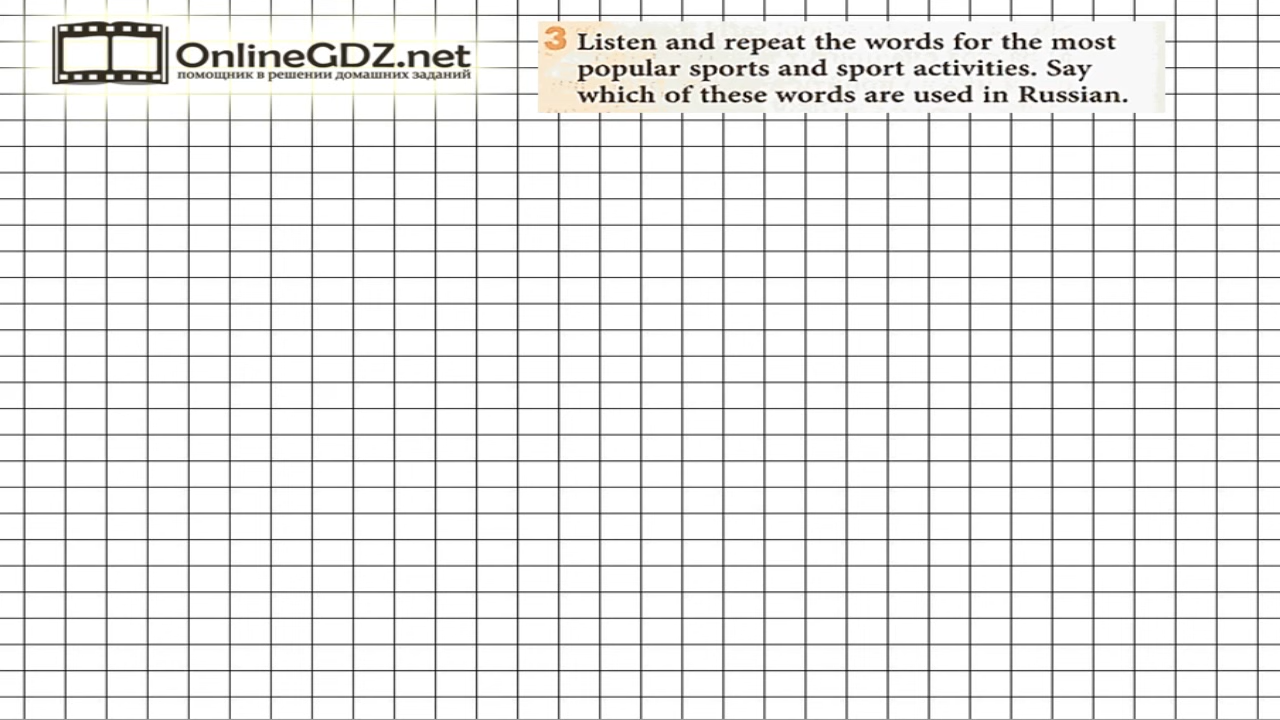 OnlineGDZ.net
помощник в решении домашних заданий
3 Listen and repeat the words for the most
popular sports and sport activities. Say
which of these words are used in Russian.